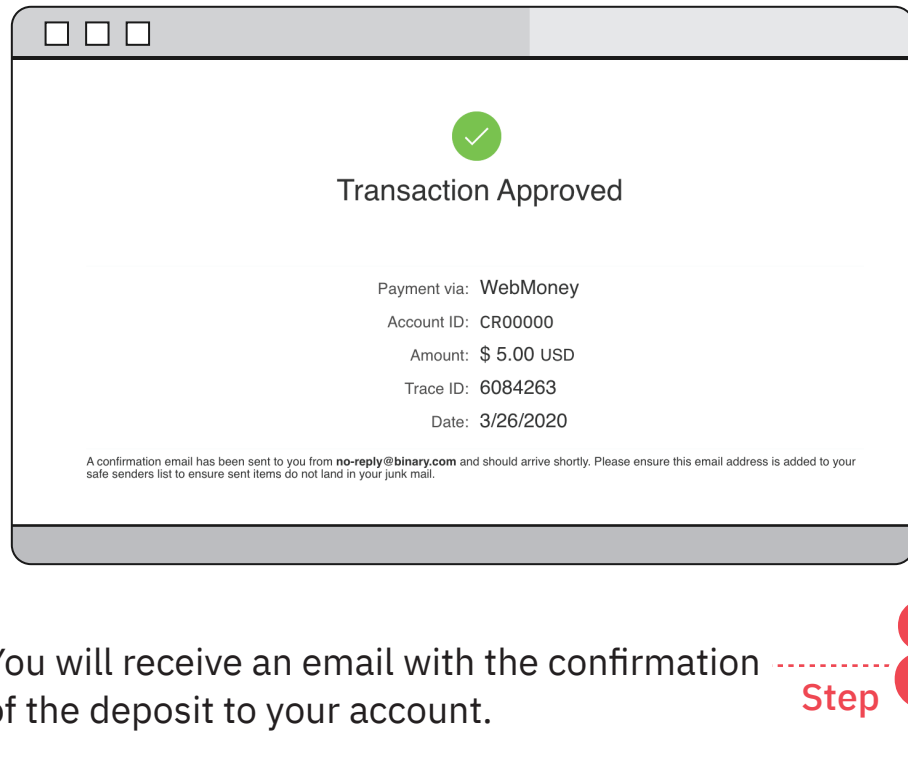 Transaction Approved
Payment via: WebMoney
Account ID: CR00000
Amount: $ 5.00 USD
Trace ID: 6084263
Date: 3/26/2020
A confirmation email has been sent to you from no-reply@binary.com and should arrive shortly. Please ensure this email address is added to your
safe senders list to ensure sent items do not land in your junk mail.
You will receive an email with the confirmation
of the deposit to your account.
Step